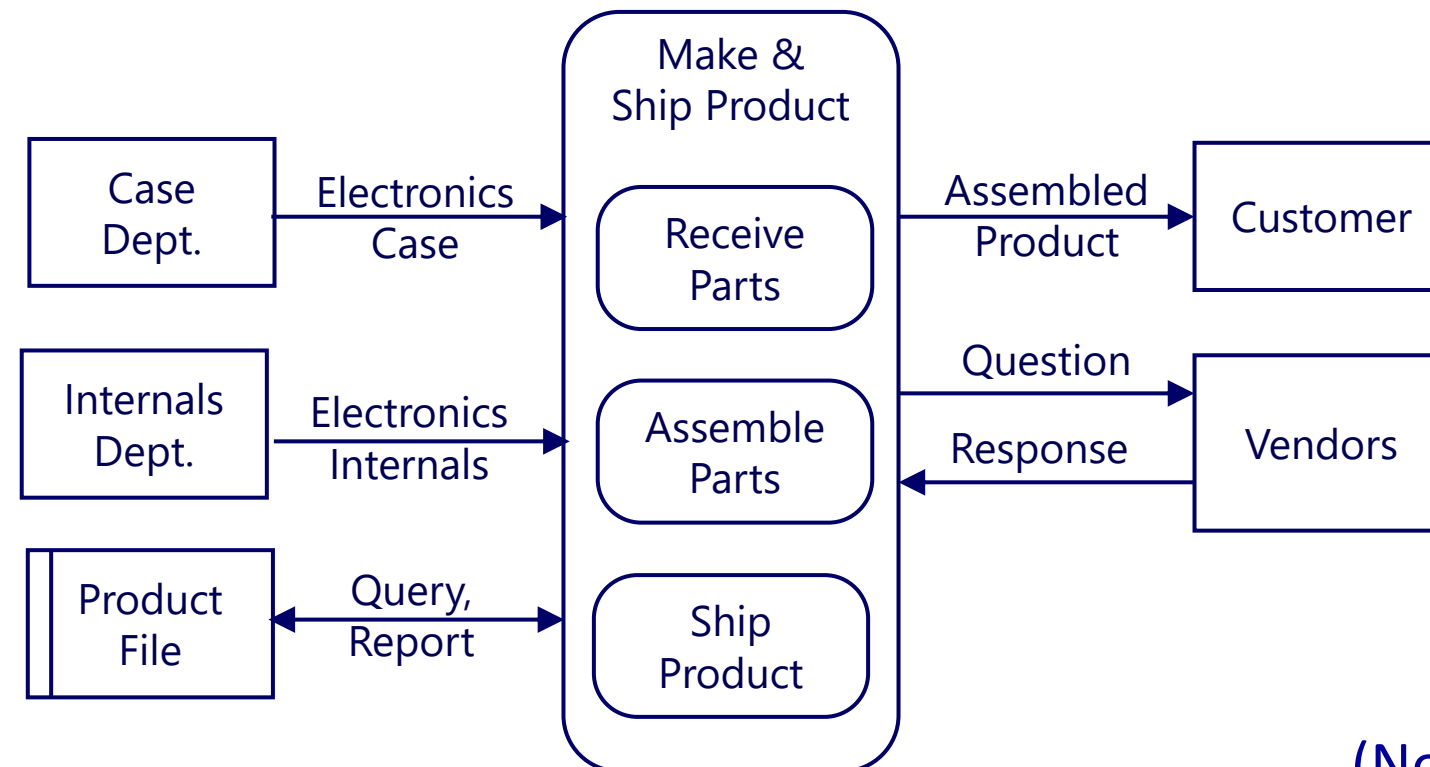 Make &
Ship Product
Case
Dept.
Electronics
Case
Receive
Parts
Assembled
Product
Customer
Internals
Dept.
Electronics
Internals
Assemble
Parts
Question
Response
Vendors
Product
File
Query,
Report
Ship
Product